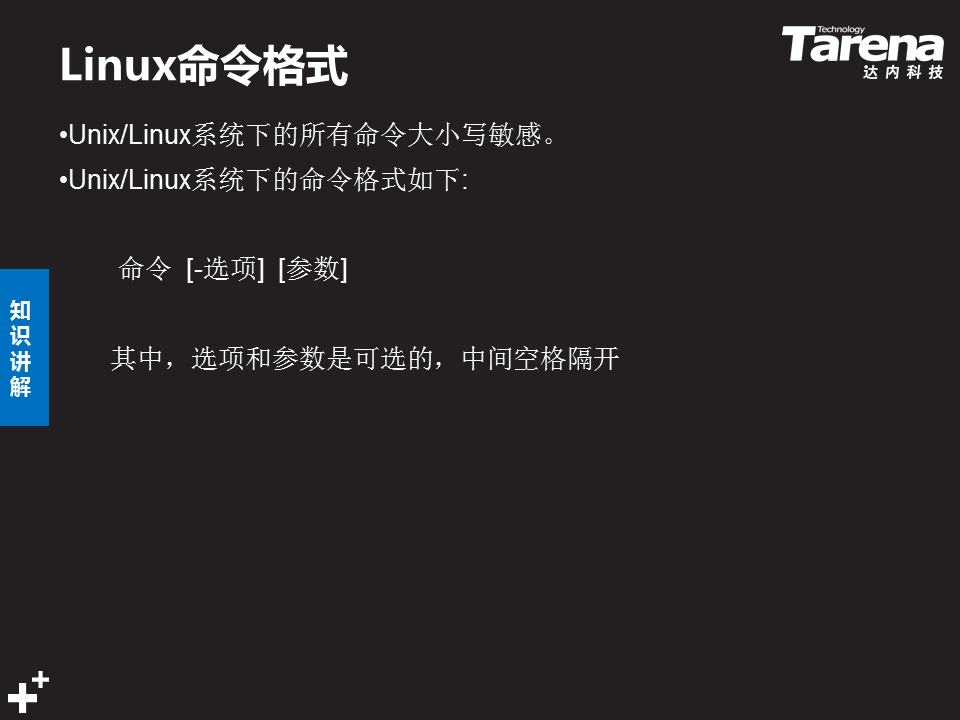 Linux命令格式
Technology
Tarena
达内科技
•Unix/Linux系统下的所有命令大小写敏感。
•Unix/Linux系统下的命令格式如下:
命令 [-选项] [参数]
其中，选项和参数是可选的，中间空格隔开
知识讲解